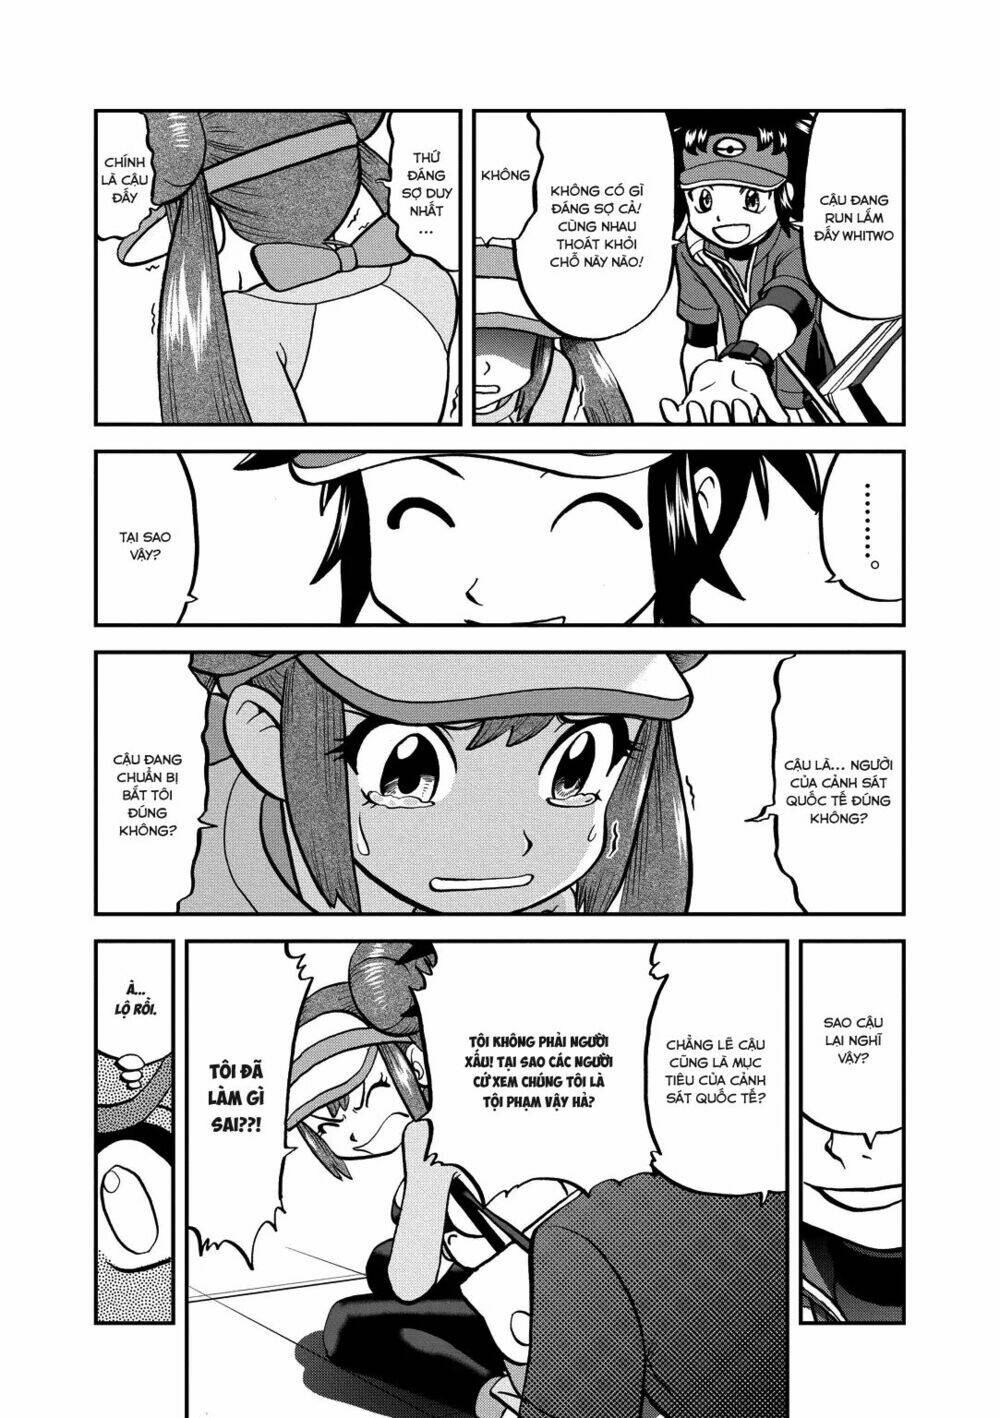 CẬU ĐANG
RUN LẮM
ĐẤY WHITWO
KHÔNG CÓ GÌ
ĐÁNG SỢ CẢ!
CÙNG NHAU
THOÁT KHỎI
CHỖ NÀY NÀO!
KHÔNG
THỨ
ĐÁNG
SỢ DUY
NHẤT
...
CHÍNH
LÀ CẬU
ĐẤY
.......
TẠI SAO
VẬY?
CẬU LÀ... NGƯỜI
CỦA CẢNH SÁT
QUỐC TẾ ĐÚNG
KHÔNG?
CẬU ĐANG
CHUẨN BỊ
BẮT TÔI
ĐÚNG
KHÔNG?
SAO CẬU
LẠI NGHĨ
VẬY?
CHẲNG LẼ CẬU
CŨNG LÀ MỤC
TIÊU CỦA CẢNH
SÁT QUỐC TẾ?
TÔI KHÔNG PHẢI NGƯỜI
XẤU! TẠI SAO CÁC NGƯỜI
CỨ XEM CHÚNG TÔI LÀ
TỘI PHẠM VẬY HẢ?
TÔI ĐÃ
LÀM GÌ
SAI??!
À...
LỘ RỒI.